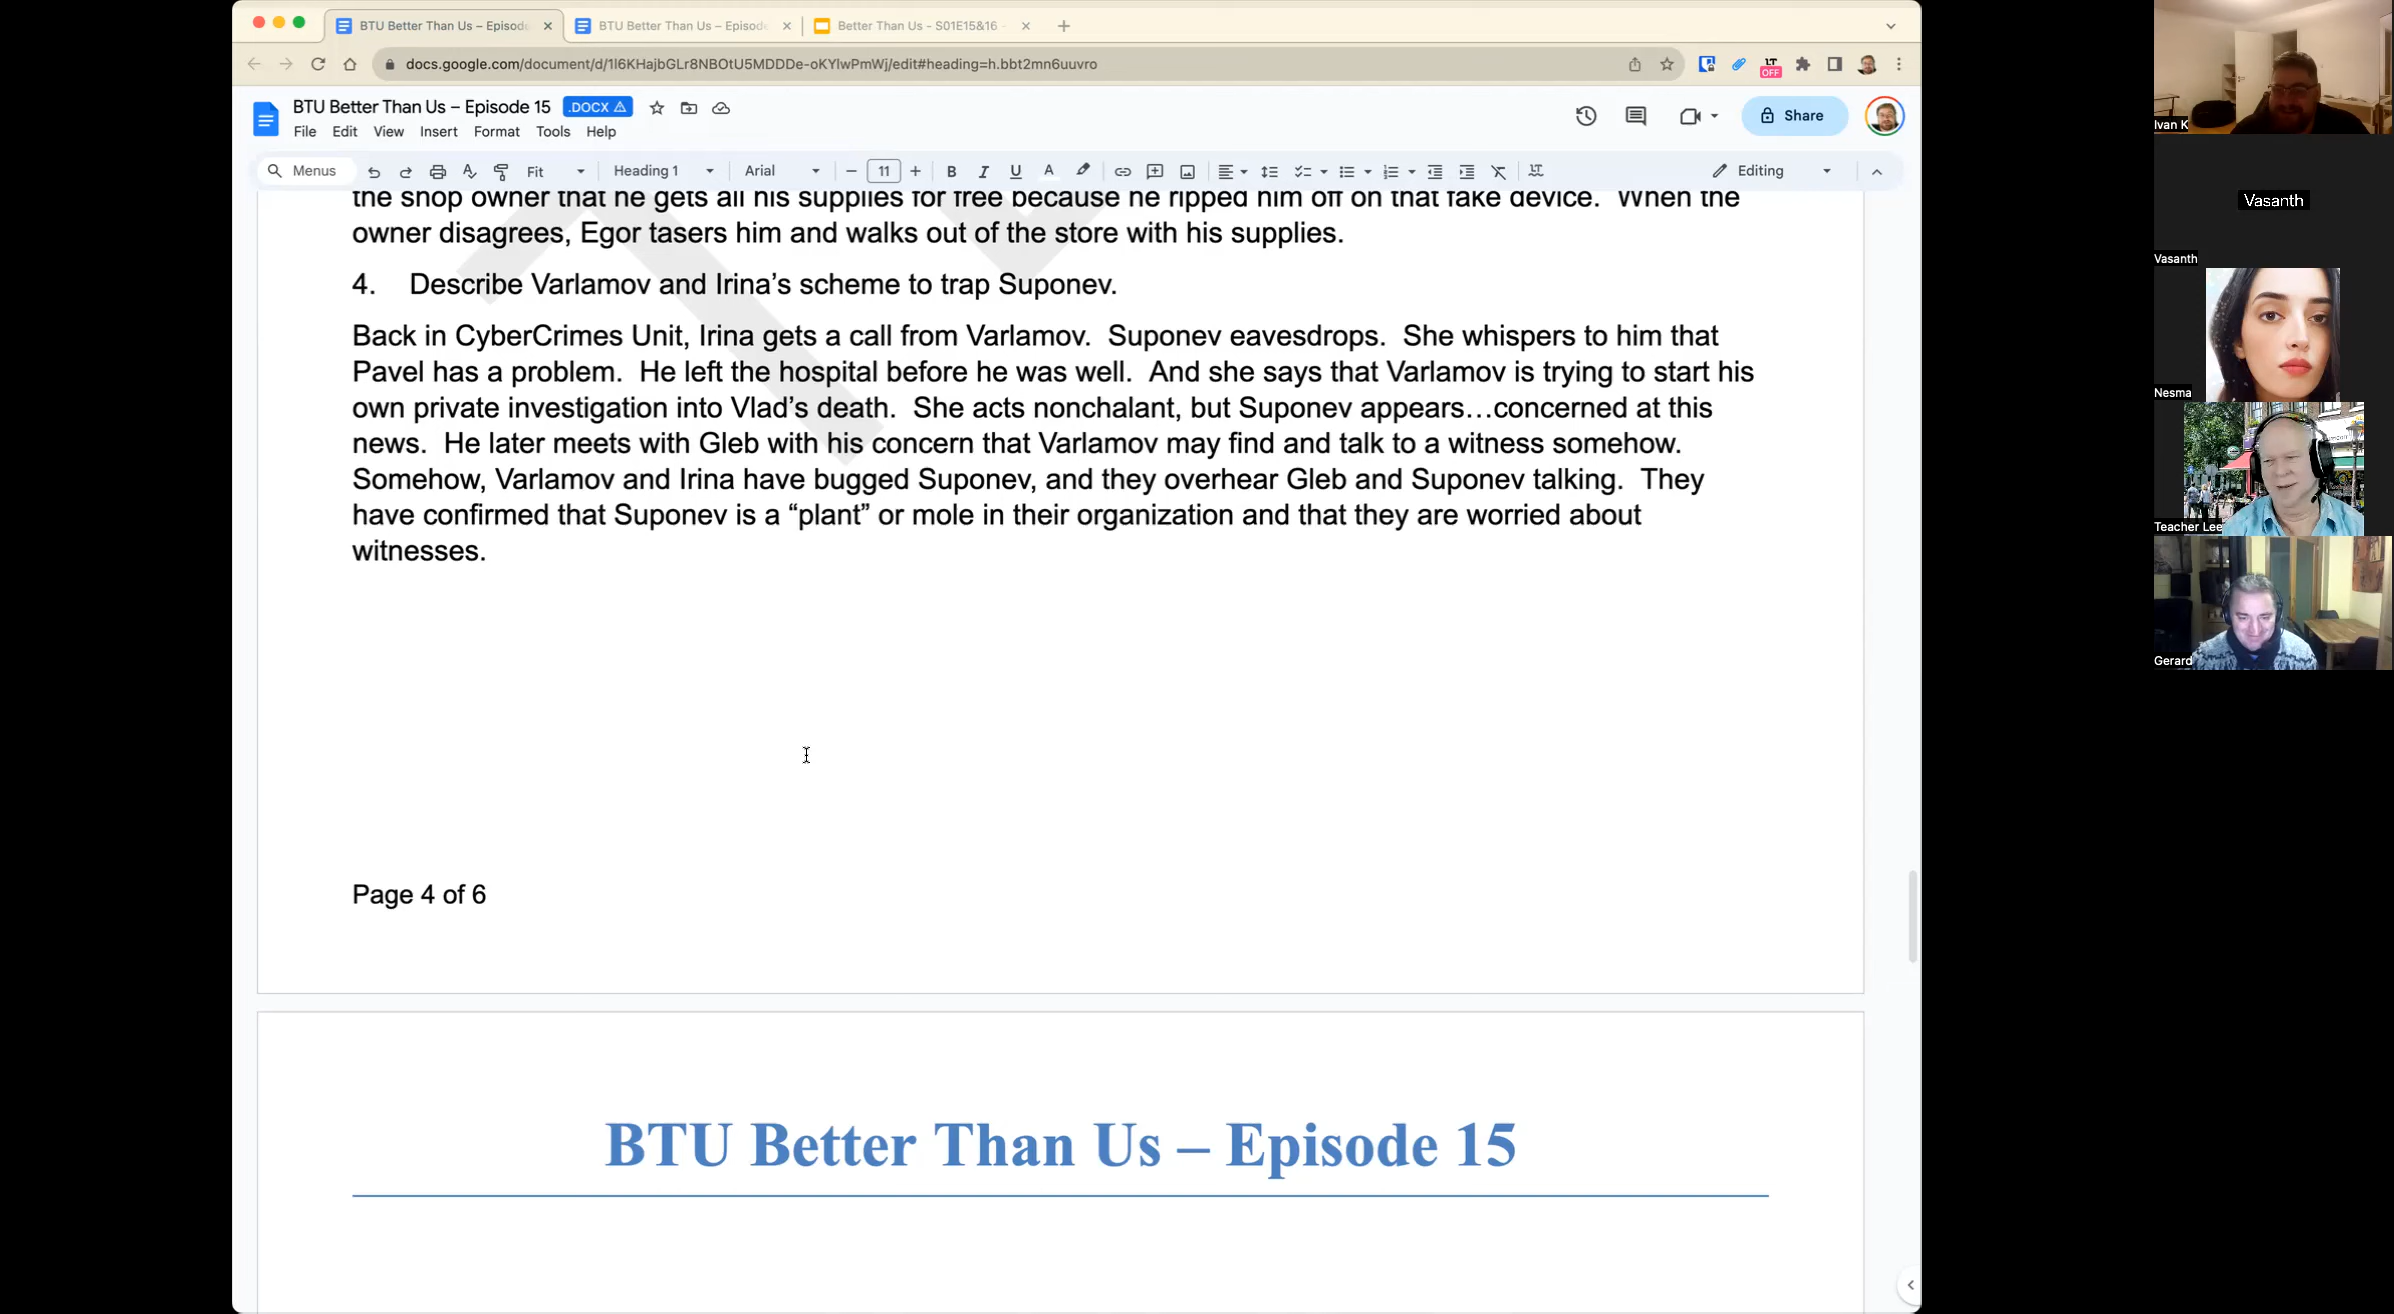 BTU Better Than Us – Episode
BTU Better Than Us – Episode
Better Than Us - S01E15&16 -
docs.google.com/document/d/1I6KHajbGLr8NBOtU5MDDDe-oKYlwPmWj/edit#heading=h.bbt2mn6uuvro
LT
OFF
BTU Better Than Us – Episode 15
.DOCX
File Edit View Insert Format Tools Help
Share
Menus
Fit
Heading 1
Arial
11
B I U A
Editing
the shop owner that he gets all his supplies for free because he ripped him off on that fake device. When the
owner disagrees, Egor tasers him and walks out of the store with his supplies.
4. Describe Varlamov and Irina’s scheme to trap Suponev.
Back in CyberCrimes Unit, Irina gets a call from Varlamov. Suponev eavesdrops. She whispers to him that
Pavel has a problem. He left the hospital before he was well. And she says that Varlamov is trying to start his
own private investigation into Vlad’s death. She acts nonchalant, but Suponev appears…concerned at this
news. He later meets with Gleb with his concern that Varlamov may find and talk to a witness somehow.
Somehow, Varlamov and Irina have bugged Suponev, and they overhear Gleb and Suponev talking. They
have confirmed that Suponev is a “plant” or mole in their organization and that they are worried about
witnesses.
Page 4 of 6
BTU Better Than Us – Episode 15
Ivan K
Vasanth
Vasanth
Nesma
Teacher Lee
Gerard